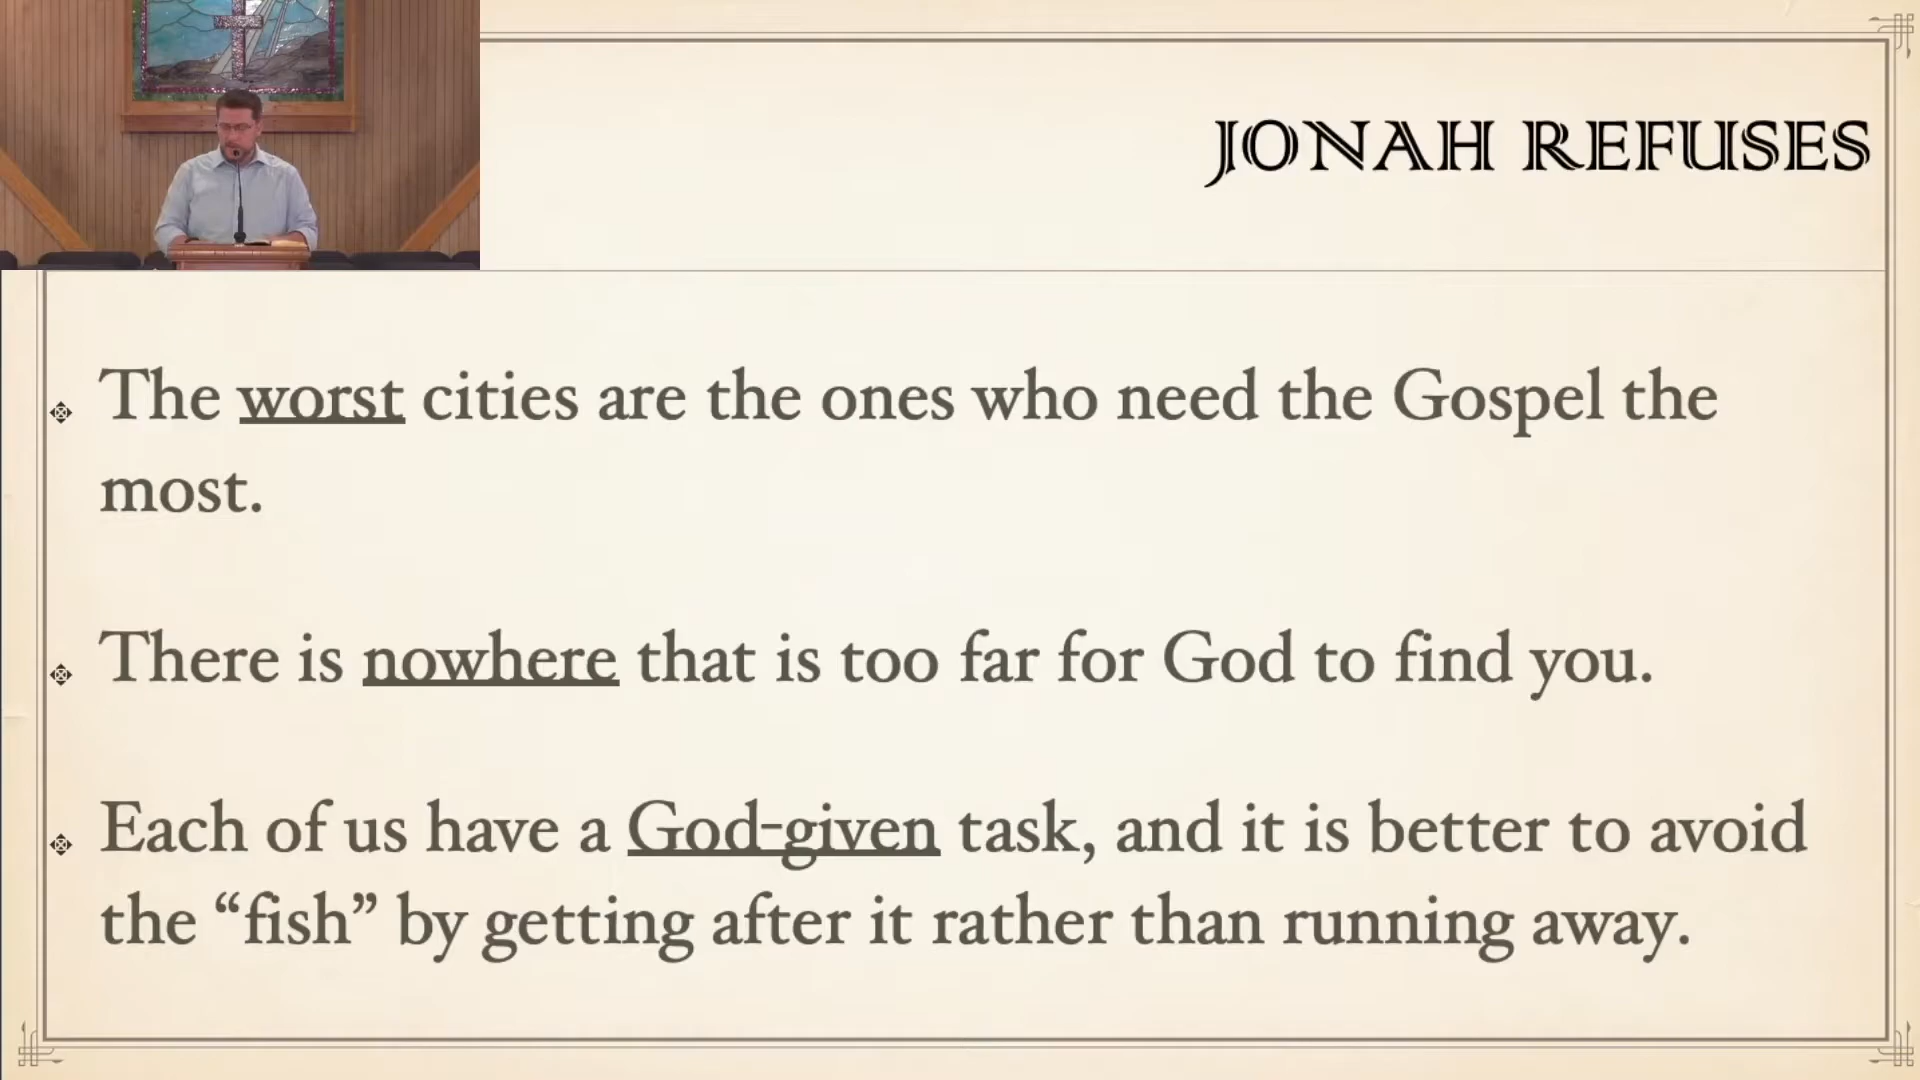 JONAH REFUSES
The worst cities are the ones who need the Gospel the
most.
There is nowhere that is too far for God to find you.
Each of us have a God-given task, and it is better to avoid
the “fish” by getting after it rather than running away.